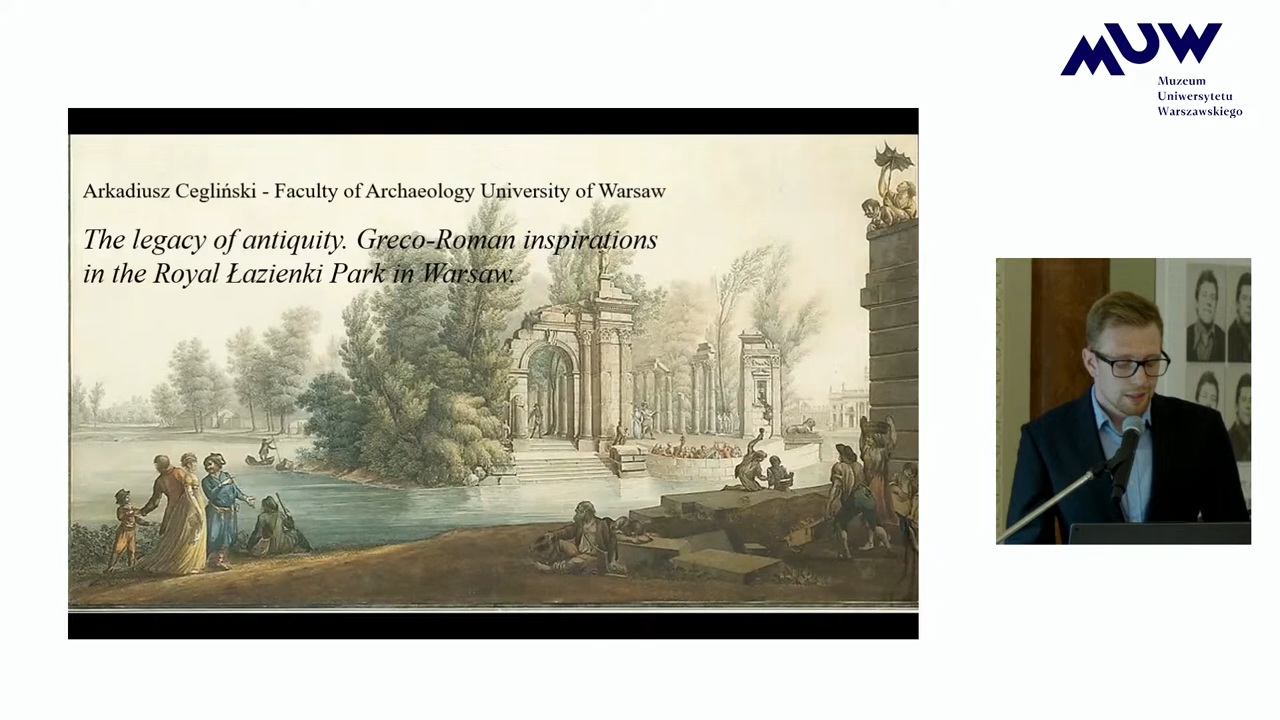 Arkadiusz Cegliński - Faculty of Archaeology University of Warsaw
The legacy of antiquity. Greco-Roman inspirations
in the Royal Łazienki Park in Warsaw.
MUW
Muzeum
Uniwersytetu
Warszawskiego